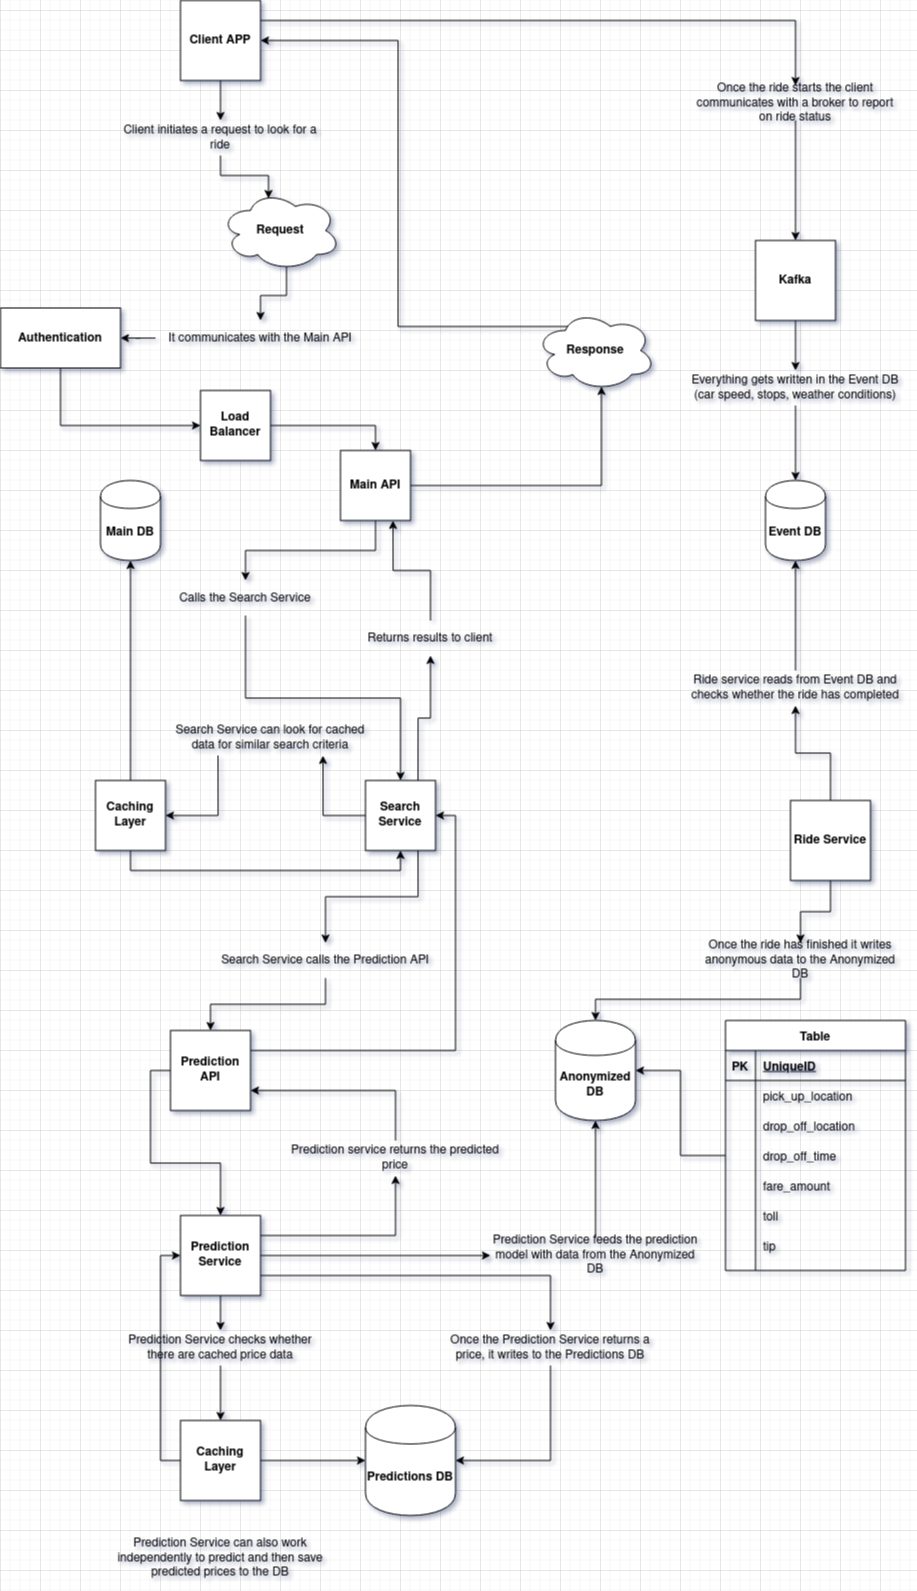 Client APP
Once the ride starts the client
communicates with a broker to report
on ride status
Client initiates a request to look for a
ride
Request
Kafka
Authentication
It communicates with the Main API
Response
Everything gets written in the Event DB
(car speed, stops, weather conditions)
Load
Balancer
Main API
Main DB
Event DB
Calls the Search Service
Returns results to client
Ride service reads from Event DB and
checks whether the ride has completed
Search Service can look for cached
data for similar search criteria
Caching
Layer
Search
Service
Ride Service
Once the ride has finished it writes
anonymous data to the Anonymized
DB
Search Service calls the Prediction API
Prediction
API
Anonymized
DB
Table
PK UniqueID
pick_up_location
drop_off_location
drop_off_time
fare_amount
toll
tip
Prediction service returns the predicted
price
Prediction
Service
Prediction Service feeds the prediction
model with data from the Anonymized
DB
Prediction Service checks whether
there are cached price data
Once the Prediction Service returns a
price, it writes to the Predictions DB
Caching
Layer
Predictions DB
Prediction Service can also work
independently to predict and then save
predicted prices to the DB